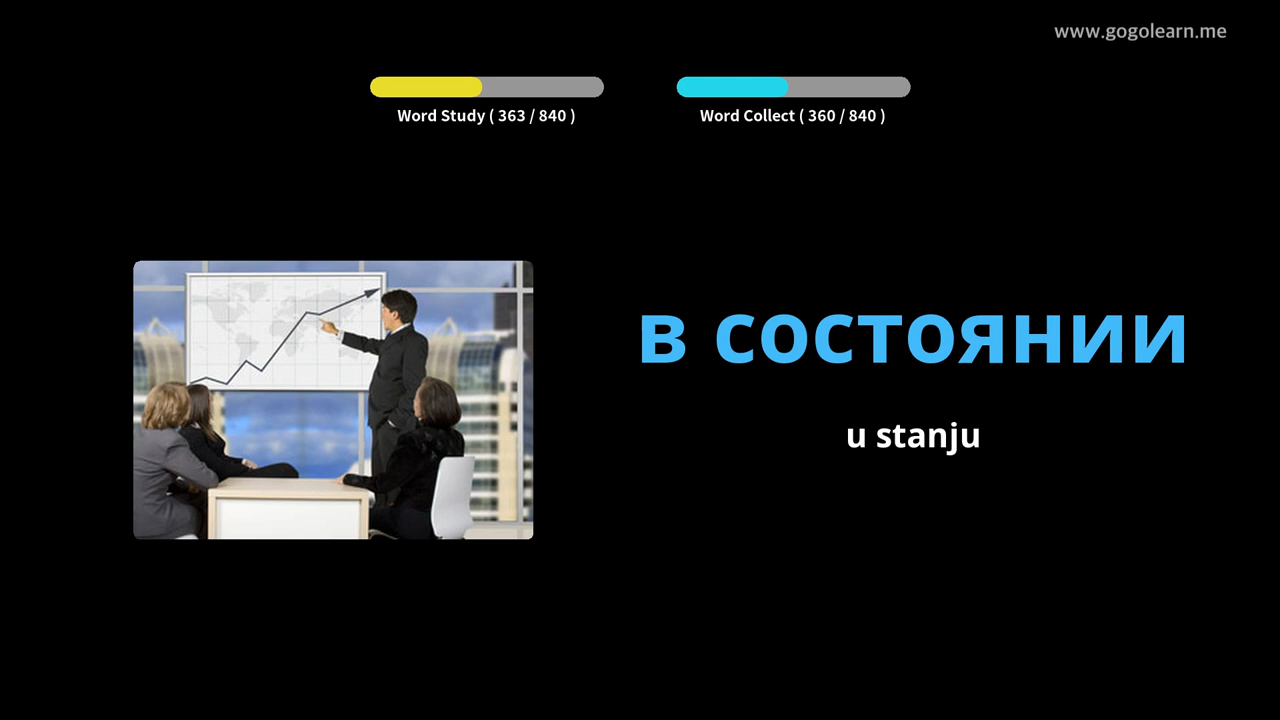 www.gogolearn.me
Word Study ( 363 / 840 )
Word Collect ( 360 / 840 )
в состоянии
u stanju